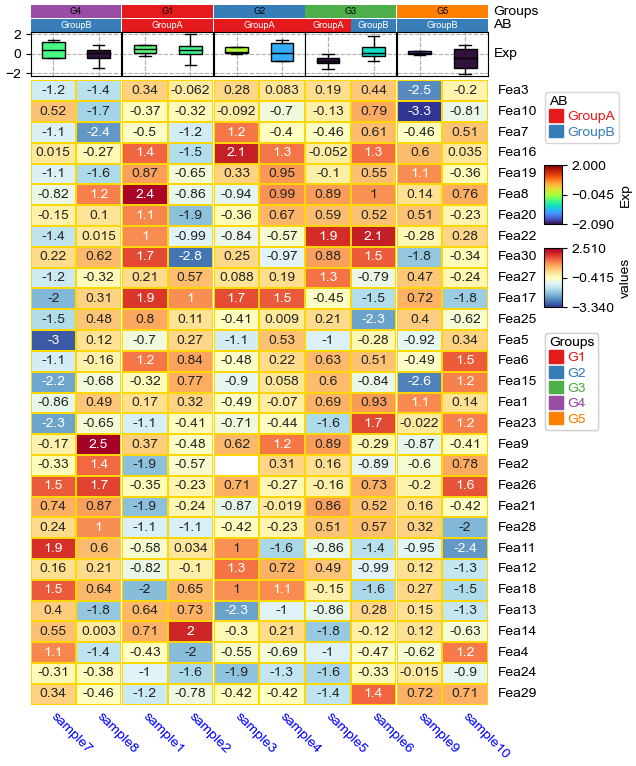 G4 G1 G2 G3 G5 Groups
GroupB GroupA GroupB GroupA GroupB GroupB AB
2
0 Exp
−2
-1.2 -1.4 0.34 -0.062 0.28 0.083 0.19 0.44 -2.5 -0.2 Fea3
0.52 -1.7 -0.37 -0.32 -0.092 -0.7 -0.13 0.79 -3.3 -0.81 Fea10
-1.1 -2.4 -0.5 -1.2 1.2 -0.4 -0.46 0.61 -0.46 0.51 Fea7
0.015 -0.27 1.4 -1.5 2.1 1.3 -0.052 1.3 0.6 0.035 Fea16
-1.1 -1.6 0.87 -0.65 0.33 0.95 -0.1 0.55 1.1 -0.36 Fea19
-0.82 1.2 2.4 -0.86 -0.94 0.99 0.89 1 0.14 0.76 Fea8
-0.15 0.1 1.1 -1.9 -0.36 0.67 0.59 0.52 0.51 -0.23 Fea20
-1.4 0.015 1 -0.99 -0.84 -0.57 1.9 2.1 -0.28 0.28 Fea22
0.22 0.62 1.7 -2.8 0.25 -0.97 0.88 1.5 -1.8 -0.34 Fea30
-1.2 -0.32 0.21 0.57 0.088 0.19 1.3 -0.79 0.47 -0.24 Fea27
-2 0.31 1.9 1 1.7 1.5 -0.45 -1.5 0.72 -1.8 Fea17
-1.5 0.48 0.8 0.11 -0.41 0.009 0.21 -2.3 0.4 -0.62 Fea25
-3 0.12 -0.7 0.27 -1.1 0.53 -1 -0.28 -0.92 0.34 Fea5
-1.1 -0.16 1.2 0.84 -0.48 0.22 0.63 0.51 -0.49 1.5 Fea6
-2.2 -0.68 -0.32 0.77 -0.9 0.058 0.6 -0.84 -2.6 1.2 Fea15
-0.86 0.49 0.17 0.32 -0.49 -0.07 0.69 0.93 1.1 0.14 Fea1
-2.3 -0.65 -1.1 -0.41 -0.71 -0.44 -1.6 1.7 -0.022 1.2 Fea23
-0.17 2.5 0.37 -0.48 0.62 1.2 0.89 -0.29 -0.87 -0.41 Fea9
-0.33 1.4 -1.9 -0.57 0.31 0.16 -0.89 -0.6 0.78 Fea2
1.5 1.7 -0.35 -0.23 0.71 -0.27 -0.16 0.73 -0.2 1.6 Fea26
0.74 0.87 -1.9 -0.24 -0.87 -0.019 0.86 0.52 0.16 -0.42 Fea21
0.24 1 -1.1 -1.1 -0.42 -0.23 0.51 0.57 0.32 -2 Fea28
1.9 0.6 -0.58 0.034 1 -1.6 -0.86 -1.4 -0.95 -2.4 Fea11
0.16 0.21 -0.82 -0.1 1.3 0.72 0.49 -0.99 0.12 -1.3 Fea12
1.5 0.64 -2 0.65 1 1.1 -0.15 -1.6 0.27 -1.5 Fea18
0.4 -1.8 0.64 0.73 -2.3 -1 -0.86 0.28 0.15 -1.3 Fea13
0.55 0.003 0.71 2 -0.3 0.21 -1.8 -0.12 0.12 -0.63 Fea14
1.1 -1.4 -0.43 -2 -0.55 -0.69 -1 -0.47 -0.62 1.2 Fea4
-0.31 -0.38 -1 -1.6 -1.9 -1.3 -1.6 -0.33 -0.015 -0.9 Fea24
0.34 -0.46 -1.2 -0.78 -0.42 -0.42 -1.4 1.4 0.72 0.71 Fea29
sample7 sample8 sample1 sample2 sample3 sample4 sample5 sample6 sample9 sample10
AB
GroupA
GroupB
2.000
−0.045
−2.090
Exp
2.510
−0.415
−3.340
values
Groups
G1
G2
G3
G4
G5